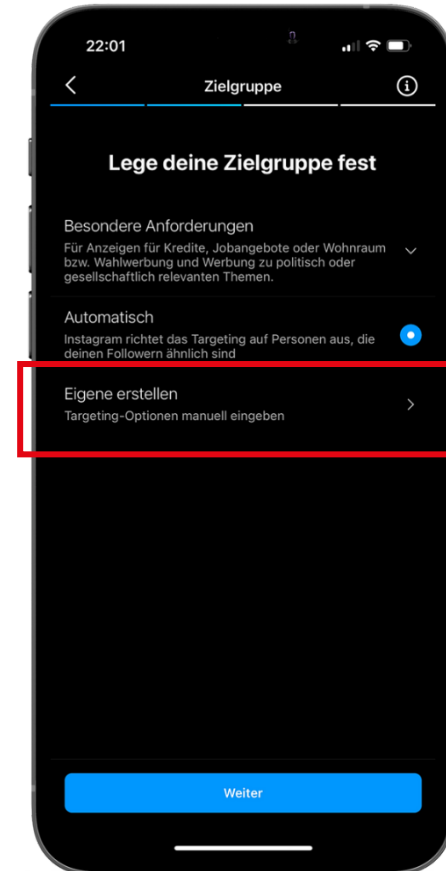 22:01
Zielgruppe
Lege deine Zielgruppe fest
Besondere Anforderungen
Für Anzeigen für Kredite, Jobangebote oder Wohnraum
bzw. Wahlwerbung und Werbung zu politisch oder
gesellschaftlich relevanten Themen.
Automatisch
Instagram richtet das Targeting auf Personen aus, die
deinen Followern ähnlich sind
Eigene erstellen
Targeting-Optionen manuell eingeben
Weiter